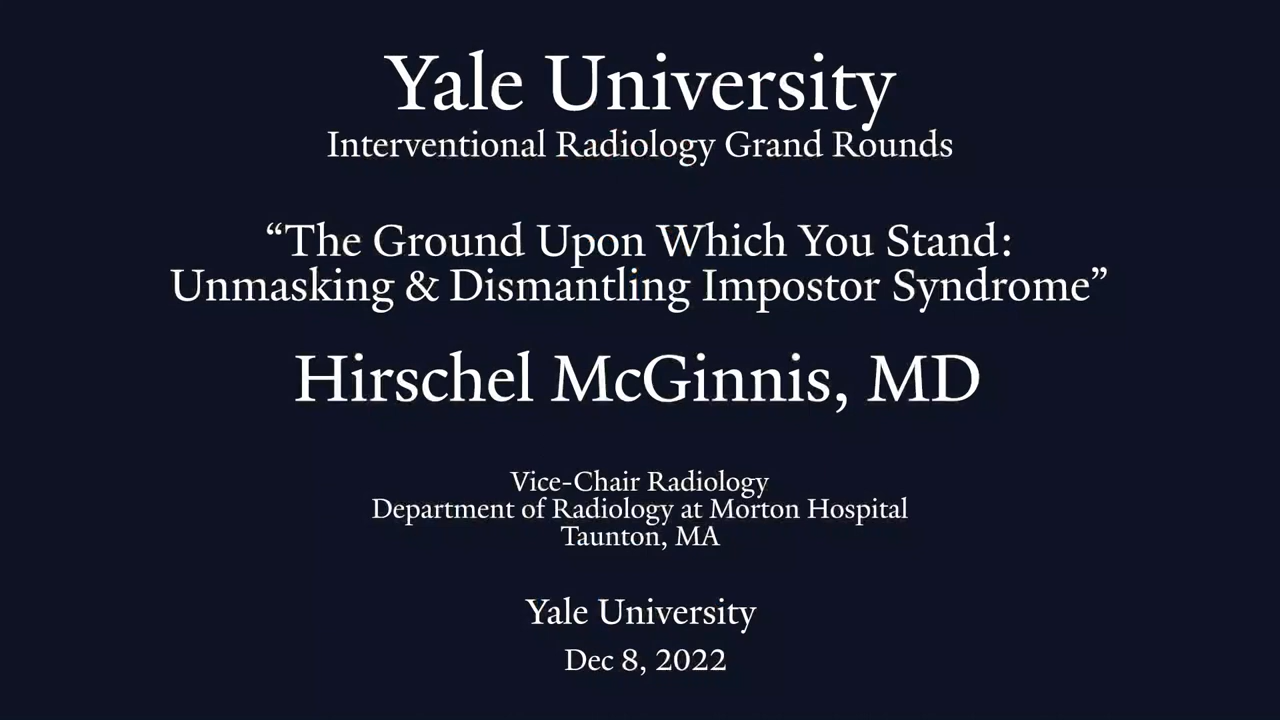 Yale University
Interventional Radiology Grand Rounds
“The Ground Upon Which You Stand:
Unmasking & Dismantling Impostor Syndrome”
Hirschel McGinnis, MD
Vice-Chair Radiology
Department of Radiology at Morton Hospital
Taunton, MA
Yale University
Dec 8, 2022